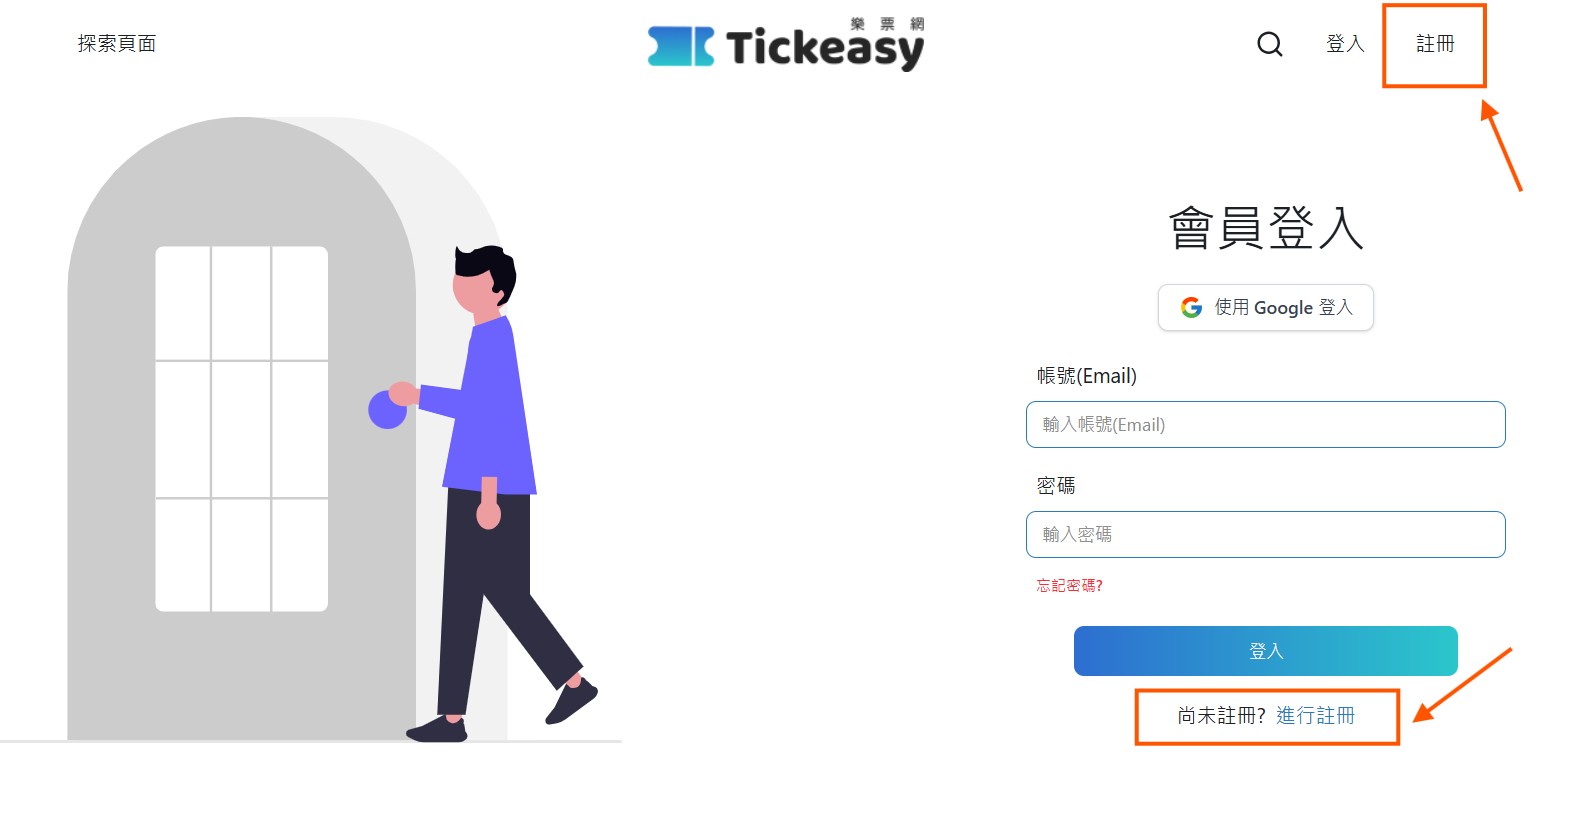 探索頁面
樂票網
Tickeasy
登入
註冊
會員登入
使用 Google 登入
帳號(Email)
輸入帳號(Email)
密碼
輸入密碼
忘記密碼?
登入
尚未註冊? 進行註冊